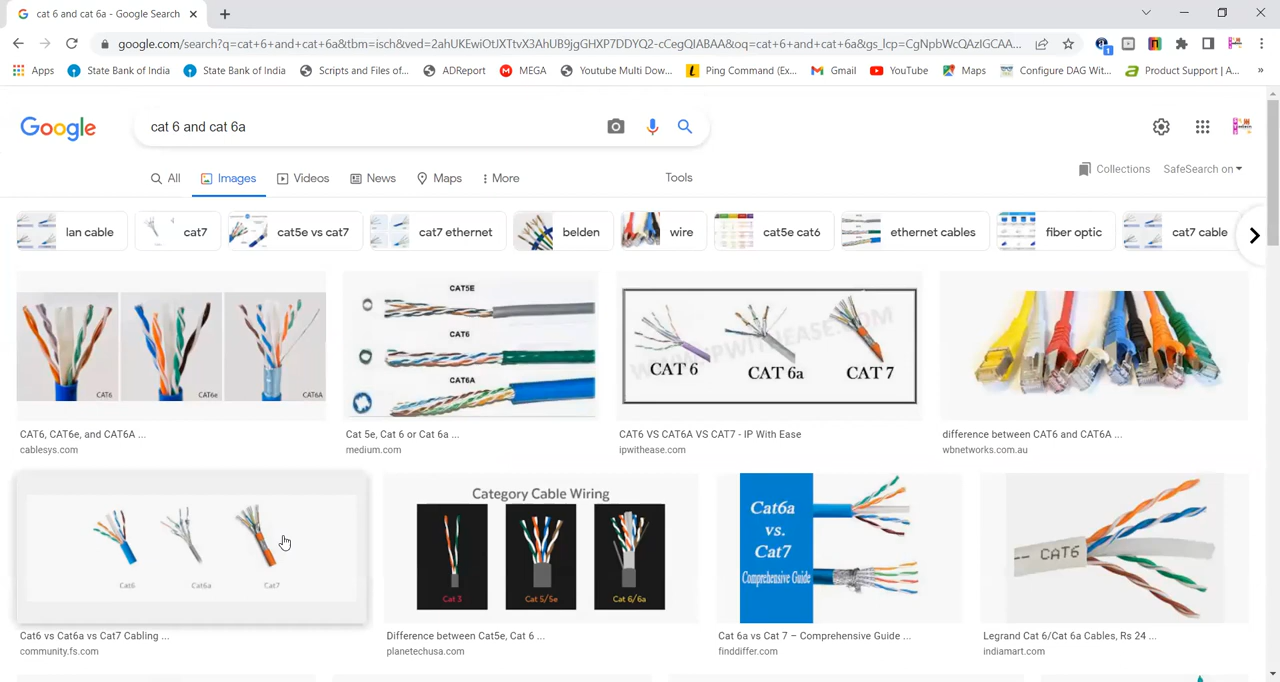 cat 6 and cat 6a - Google Search
google.com/search?q=cat+6+and+cat+6a&tbm=isch&ved=2ahUKEwiOtJXTtvX3AhUB9jgGHXP7DDYQ2-cCegQIABAA&oq=cat+6+and+cat+6a&gs_lcp=CgNpbWcQAzIGCAA...
Apps State Bank of India State Bank of India Scripts and Files of... ADReport MEGA Youtube Multi Dow... Ping Command (Ex... Gmail YouTube Maps Configure DAG Wit... Product Support | A... »
Google cat 6 and cat 6a
All Images Videos News Maps More Tools Collections SafeSearch on
lan cable cat7 cat5e vs cat7 cat7 ethernet belden wire cat5e cat6 ethernet cables fiber optic cat7 cable
CAT6 CAT6e CAT6A
CAT5E
CAT6
CAT6A
WWW.IPWITHEASE.COM
CAT 6 CAT 6a CAT 7
CAT6, CAT6e, and CAT6A ... Cat 5e, Cat 6 or Cat 6a ... CAT6 VS CAT6A VS CAT7 - IP With Ease difference between CAT6 and CAT6A ...
cablesys.com medium.com ipwithease.com wbnetworks.com.au
Cat6 Cat6a Cat7
Category Cable Wiring
Cat 3 Cat 5/5e Cat 6/6a
Cat6a
vs.
Cat7
Comprehensive Guide
-- CAT6
Cat6 vs Cat6a vs Cat7 Cabling ... Difference between Cat5e, Cat 6 ... Cat 6a vs Cat 7 – Comprehensive Guide ... Legrand Cat 6/Cat 6a Cables, Rs 24 ...
community.fs.com planetechusa.com finddiffer.com indiamart.com